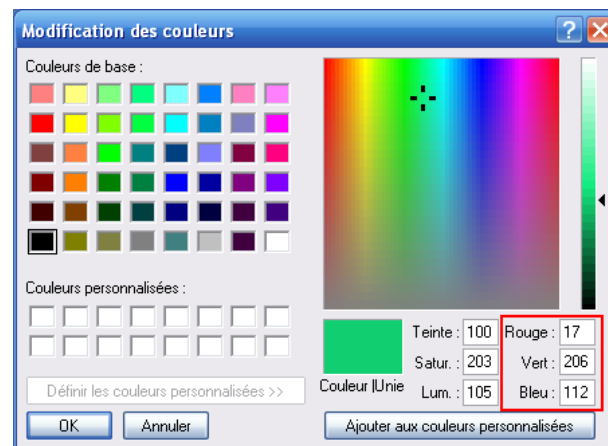 Modification des couleurs
Couleurs de base :
Couleurs personnalisées :
Définir les couleurs personnalisées >>
OK
Annuler
Couleur |Unie
Teinte : 100
Satur. : 203
Lum. : 105
Rouge : 17
Vert : 206
Bleu : 112
Ajouter aux couleurs personnalisées